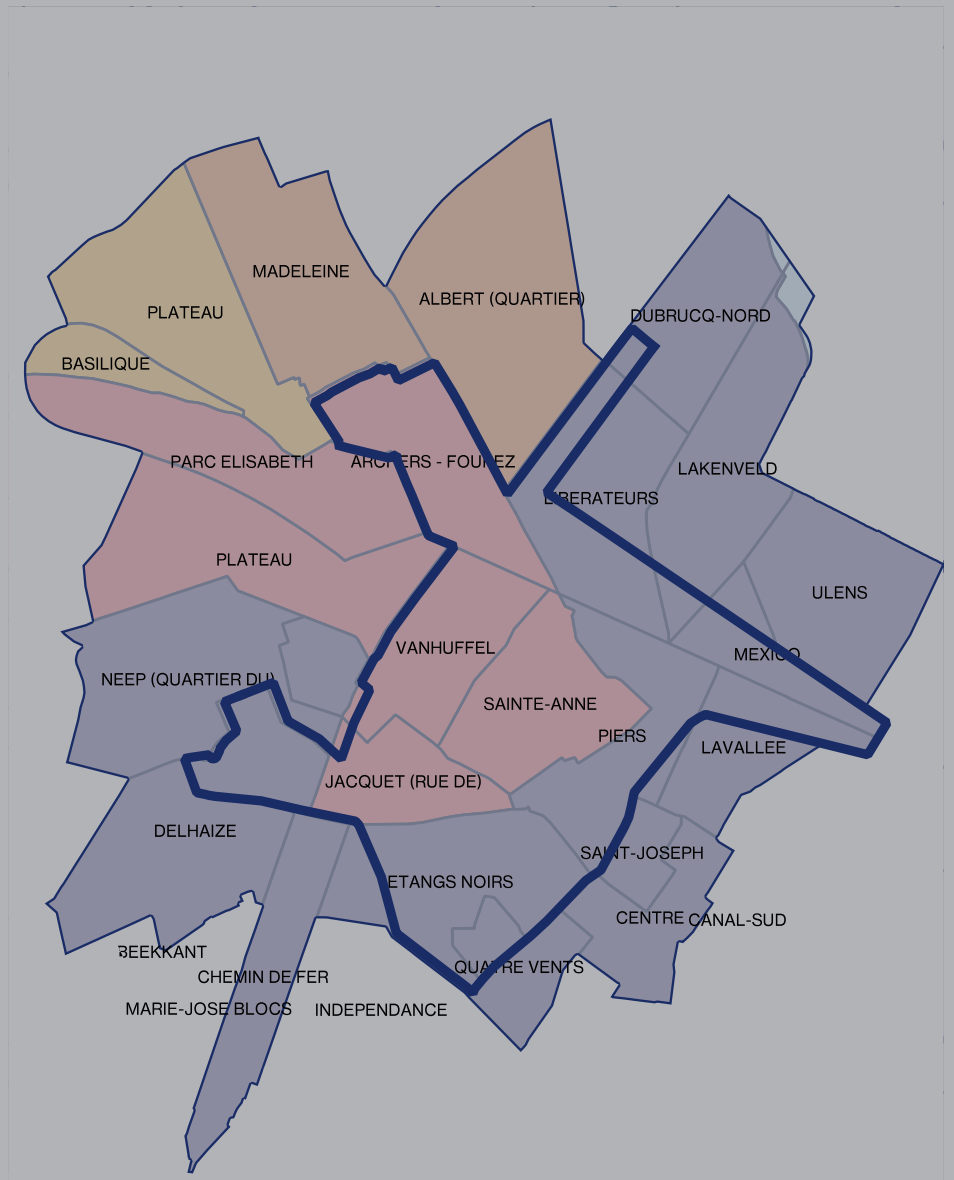 MADELEINE
ALBERT (QUARTIER)
PLATEAU
DUBRUCQ-NORD
BASILIQUE
PARC ELISABETH
ARCHERS - FOUREZ
LAKENVELD
LIBERATEURS
PLATEAU
ULENS
VANHUFFEL
MEXICO
NEEP (QUARTIER DU)
SAINTE-ANNE
PIERS
LAVALLEE
JACQUET (RUE DE)
DELHAIZE
SAINT-JOSEPH
ETANGS NOIRS
CENTRE
CANAL-SUD
BEEKKANT
QUATRE VENTS
CHEMIN DE FER
MARIE-JOSE BLOCS
INDEPENDANCE